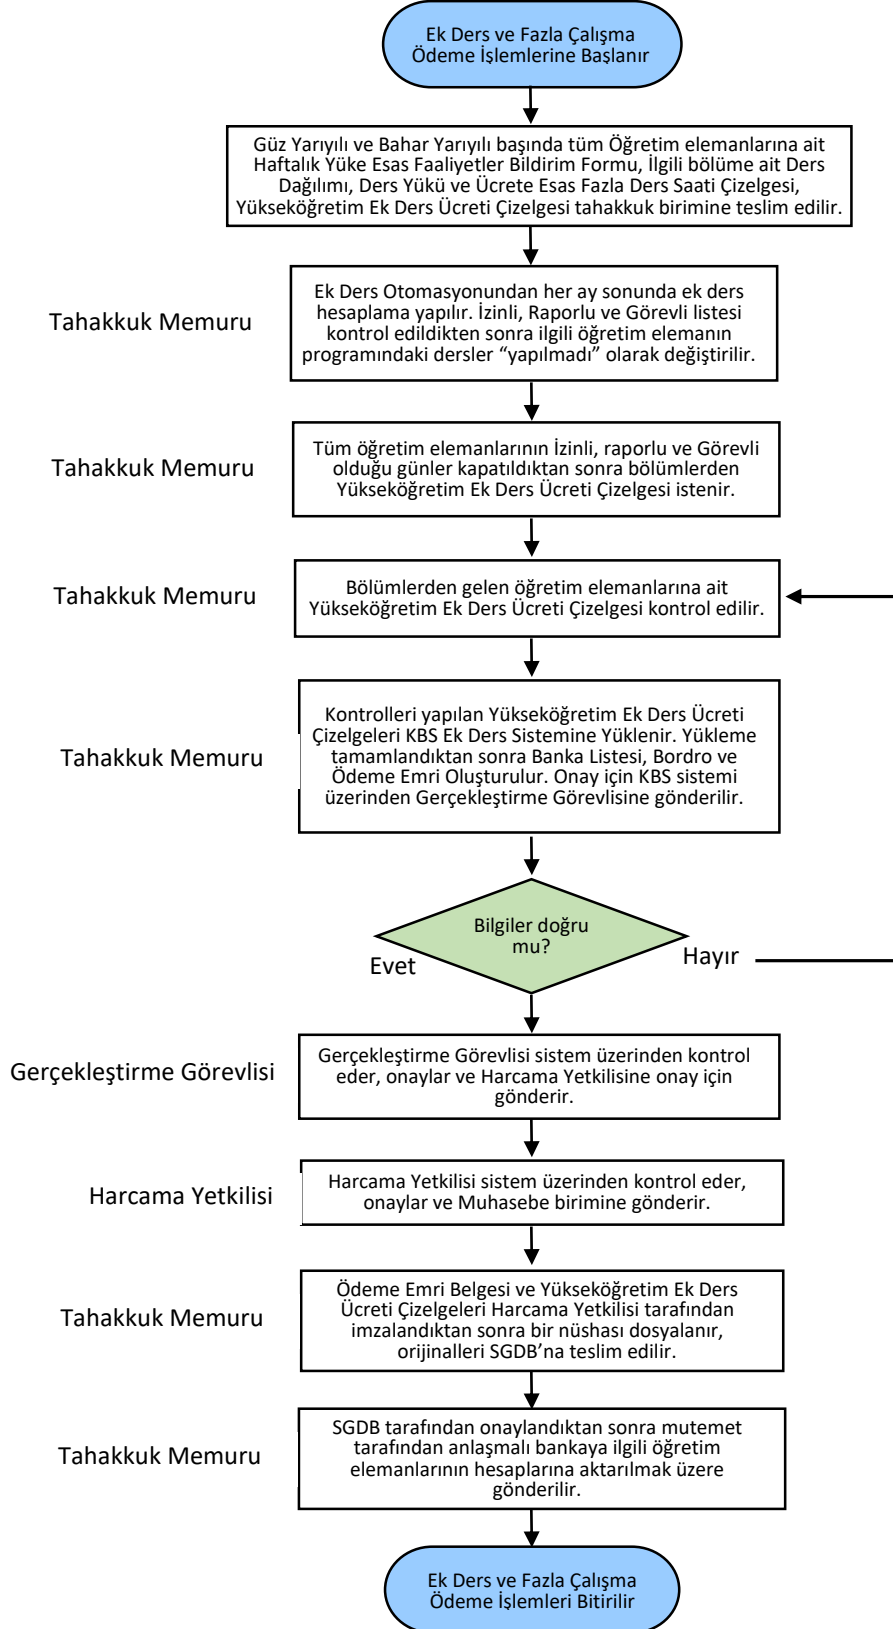 Ek Ders ve Fazla Çalışma
Ödeme İşlemlerine Başlanır
Güz Yarıyılı ve Bahar Yarıyılı başında tüm Öğretim elemanlarına ait
Haftalık Yüke Esas Faaliyetler Bildirim Formu, İlgili bölüme ait Ders
Dağılımı, Ders Yükü ve Ücrete Esas Fazla Ders Saati Çizelgesi,
Yükseköğretim Ek Ders Ücreti Çizelgesi tahakkuk birimine teslim edilir.
Tahakkuk Memuru
Ek Ders Otomasyonundan her ay sonunda ek ders
hesaplama yapılır. İzinli, Raporlu ve Görevli listesi
kontrol edildikten sonra ilgili öğretim elemanın
programındaki dersler “yapılmadı” olarak değiştirilir.
Tahakkuk Memuru
Tüm öğretim elemanlarının İzinli, raporlu ve Görevli
olduğu günler kapatıldıktan sonra bölümlerden
Yükseköğretim Ek Ders Ücreti Çizelgesi istenir.
Tahakkuk Memuru
Bölümlerden gelen öğretim elemanlarına ait
Yükseköğretim Ek Ders Ücreti Çizelgesi kontrol edilir.
Tahakkuk Memuru
Kontrolleri yapılan Yükseköğretim Ek Ders Ücreti
Çizelgeleri KBS Ek Ders Sistemine Yüklenir. Yükleme
tamamlandıktan sonra Banka Listesi, Bordro ve
Ödeme Emri Oluşturulur. Onay için KBS sistemi
üzerinden Gerçekleştirme Görevlisine gönderilir.
Bilgiler doğru
mu?
Evet
Hayır
Gerçekleştirme Görevlisi
Gerçekleştirme Görevlisi sistem üzerinden kontrol
eder, onaylar ve Harcama Yetkilisine onay için
gönderir.
Harcama Yetkilisi
Harcama Yetkilisi sistem üzerinden kontrol eder,
onaylar ve Muhasebe birimine gönderir.
Tahakkuk Memuru
Ödeme Emri Belgesi ve Yükseköğretim Ek Ders
Ücreti Çizelgeleri Harcama Yetkilisi tarafından
imzalandıktan sonra bir nüshası dosyalanır,
orijinalleri SGDB’na teslim edilir.
Tahakkuk Memuru
SGDB tarafından onaylandıktan sonra mutemet
tarafından anlaşmalı bankaya ilgili öğretim
elemanlarının hesaplarına aktarılmak üzere
gönderilir.
Ek Ders ve Fazla Çalışma
Ödeme İşlemleri Bitirilir